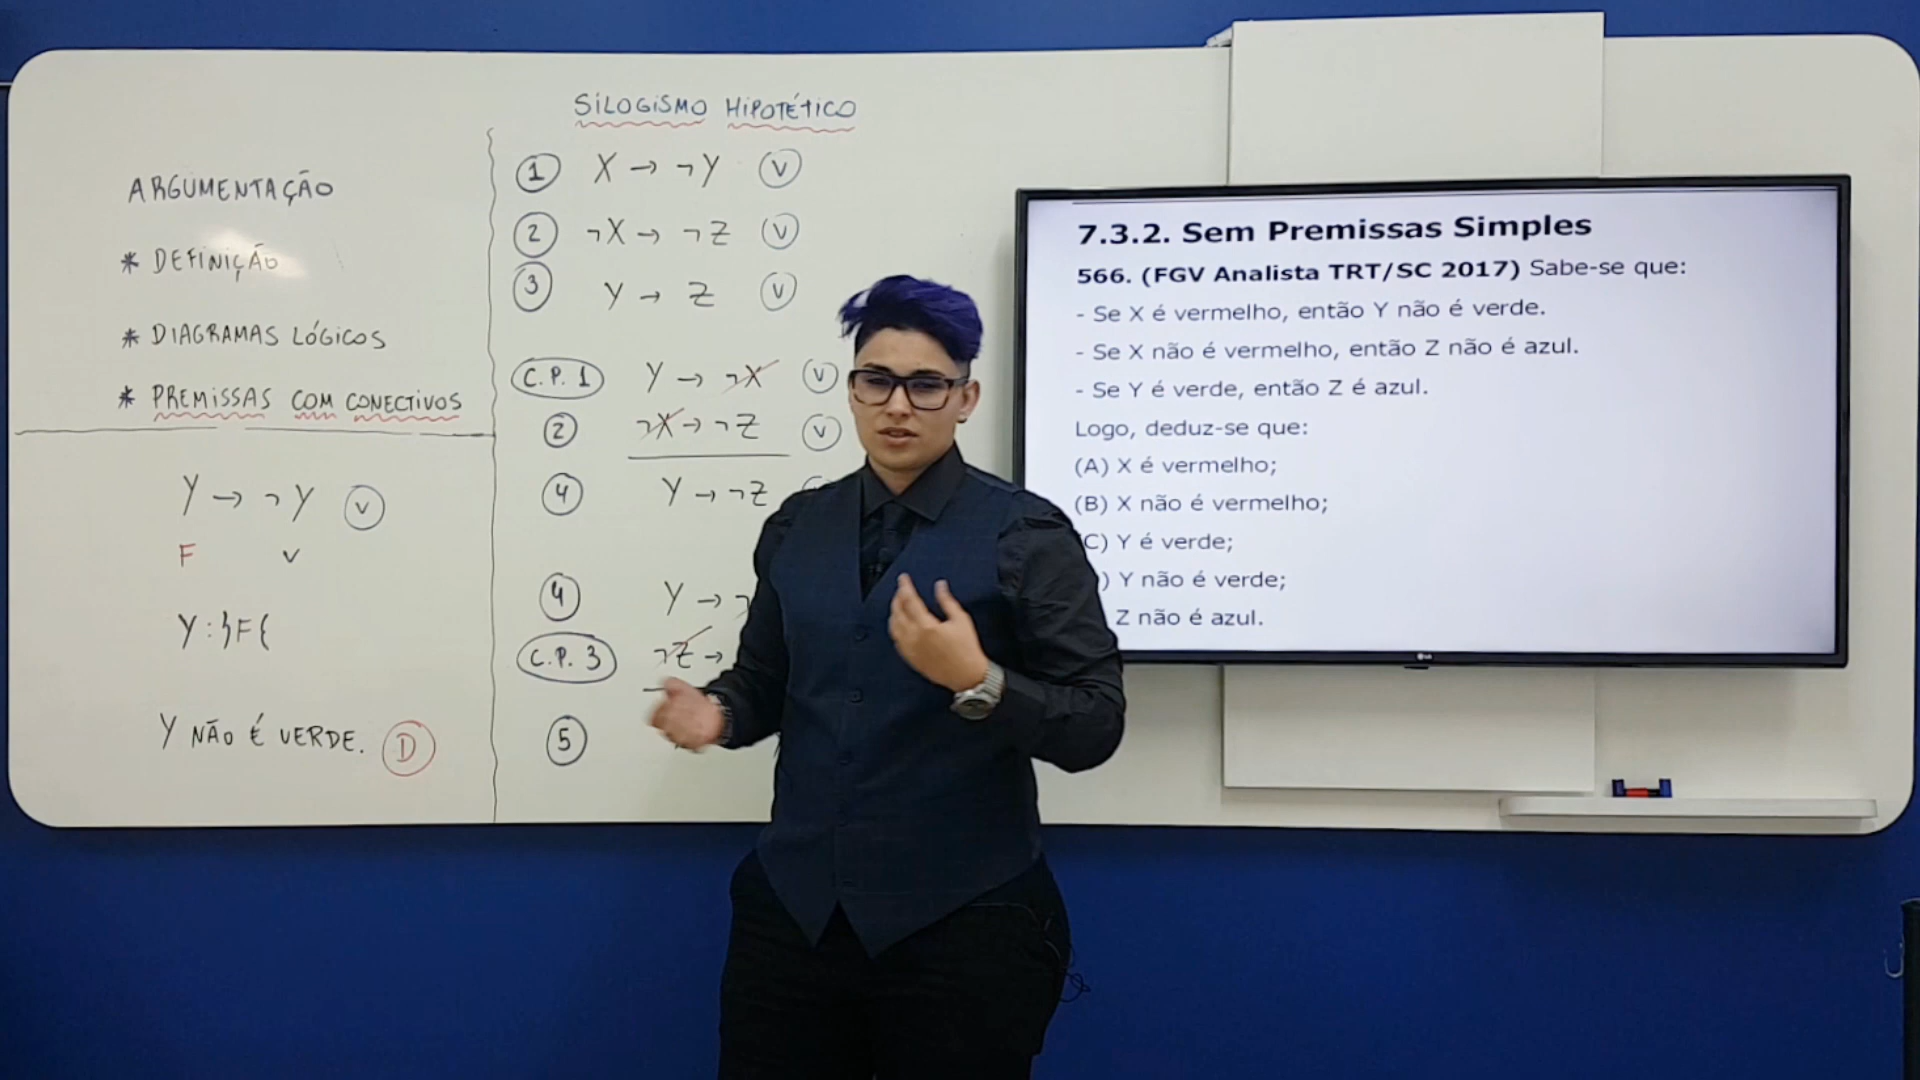 SILOGISMO HIPOTÉTICO
ARGUMENTAÇÃO
* DEFINIÇÃO
* DIAGRAMAS LÓGICOS
* PREMISSAS COM CONECTIVOS
Y → ¬Y V
F V
Y: }F{
Y NÃO É VERDE. D
1 X → ¬Y V
2 ¬X → ¬Z V
3 Y → Z V
C.P. 1 Y → ¬X V
2 ¬X → ¬Z V
4 Y → ¬Z
4 Y → ¬
C.P. 3 ¬Z →
5
7.3.2. Sem Premissas Simples
566. (FGV Analista TRT/SC 2017) Sabe-se que:
- Se X é vermelho, então Y não é verde.
- Se X não é vermelho, então Z não é azul.
- Se Y é verde, então Z é azul.
Logo, deduz-se que:
(A) X é vermelho;
(B) X não é vermelho;
C) Y é verde;
) Y não é verde;
Z não é azul.
LG